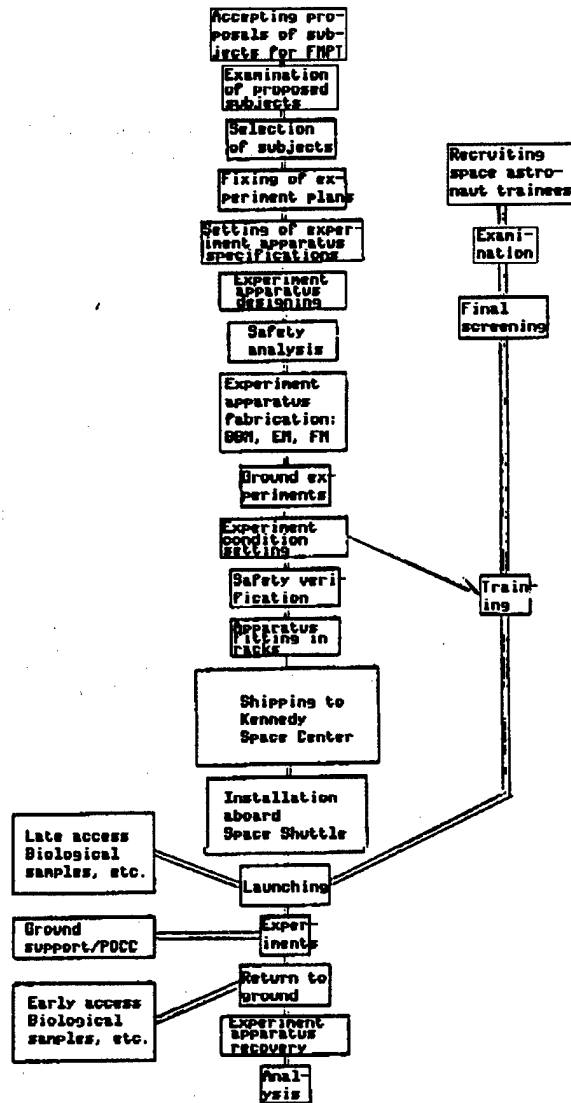 Accepting pro-
posals of sub-
jects for FMPT
Examination
of proposed
subjects
Selection
of subjects
Fixing of ex-
periment plans
Setting of exper-
iment apparatus
specifications
Experiment
apparatus
designing
Safety
analysis
Experiment
apparatus
fabrication:
BBM, EM, FM
Ground ex-
periments
Experiment
condition
setting
Safety veri-
fication
Apparatus
fitting in
racks
Shipping to
Kennedy
Space Center
Installation
aboard
Space Shuttle
Launching
Exper-
iments
Return to
ground
Experiment
apparatus
recovery
Anal-
ysis
Recruiting
space astro-
naut trainees
Exami-
nation
Final
screening
Train-
ing
Late access
Biological
samples, etc.
Ground
support/POCC
Early access
Biological
samples, etc.